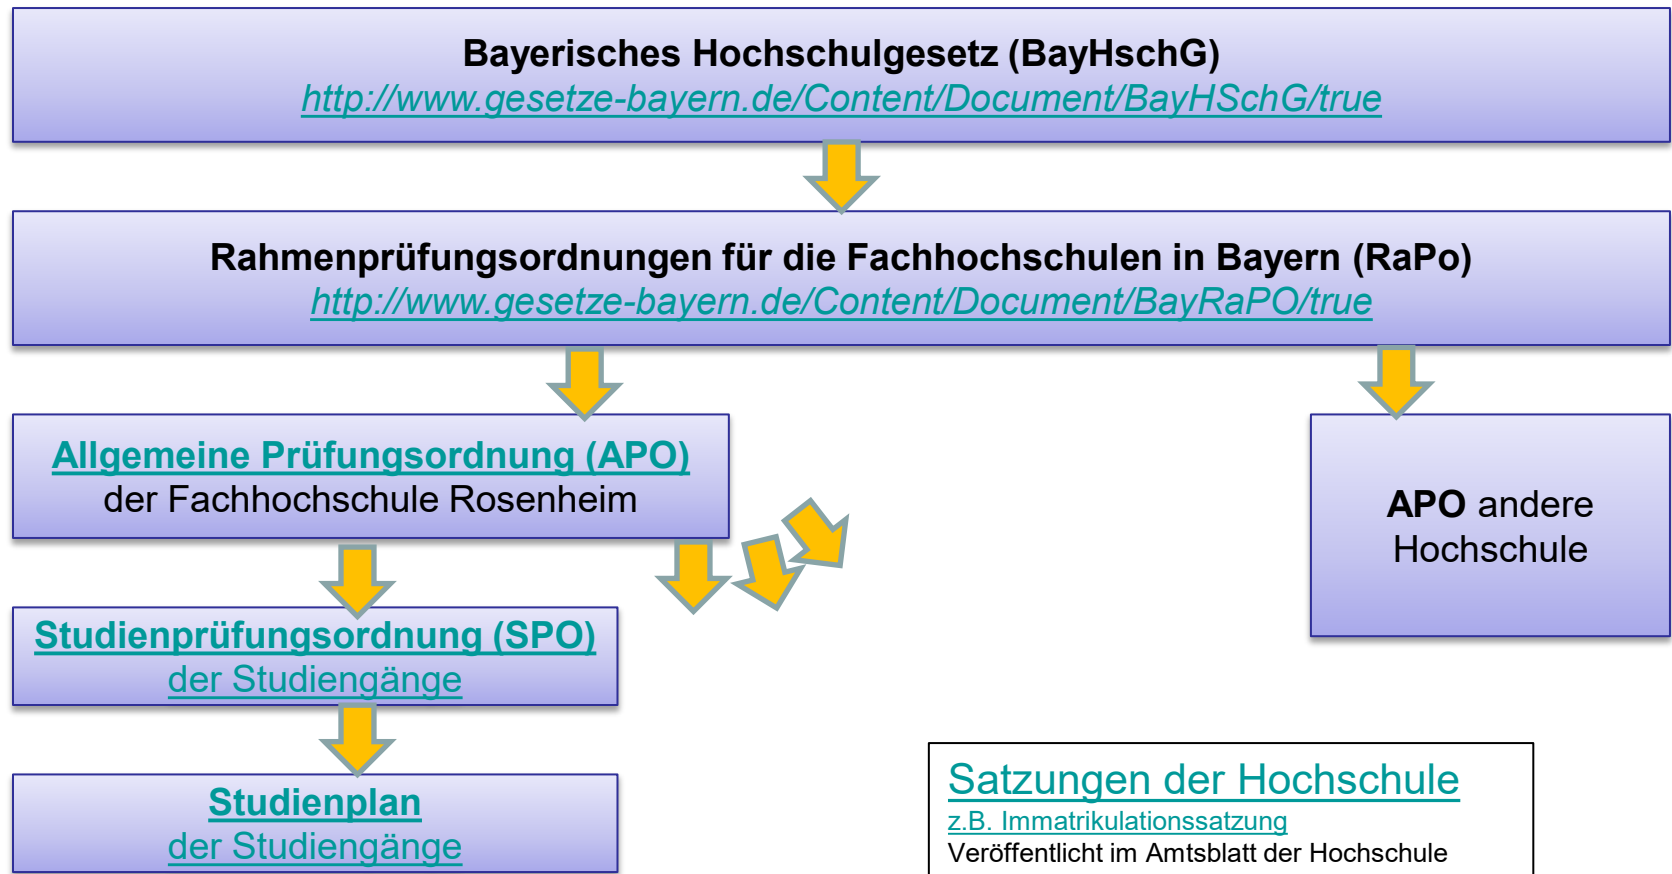 Bayerisches Hochschulgesetz (BayHschG)
http://www.gesetze-bayern.de/Content/Document/BayHSchG/true
Rahmenprüfungsordnungen für die Fachhochschulen in Bayern (RaPo)
http://www.gesetze-bayern.de/Content/Document/BayRaPO/true
Allgemeine Prüfungsordnung (APO)
der Fachhochschule Rosenheim
APO andere
Hochschule
Studienprüfungsordnung (SPO)
der Studiengänge
Studienplan
der Studiengänge
Satzungen der Hochschule
z.B. Immatrikulationssatzung
Veröffentlicht im Amtsblatt der Hochschule